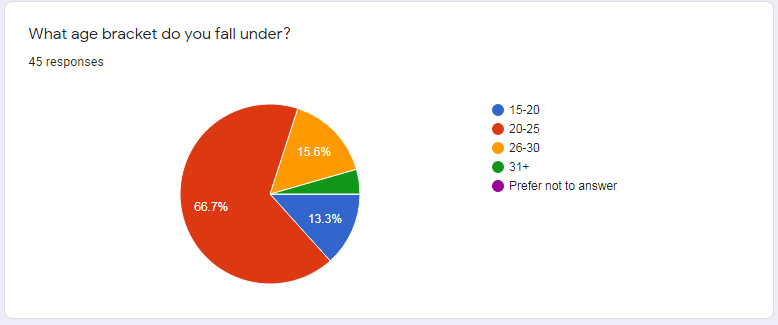 What age bracket do you fall under?
45 responses
15-20
20-25
26-30
31+
Prefer not to answer
15.6%
66.7%
13.3%